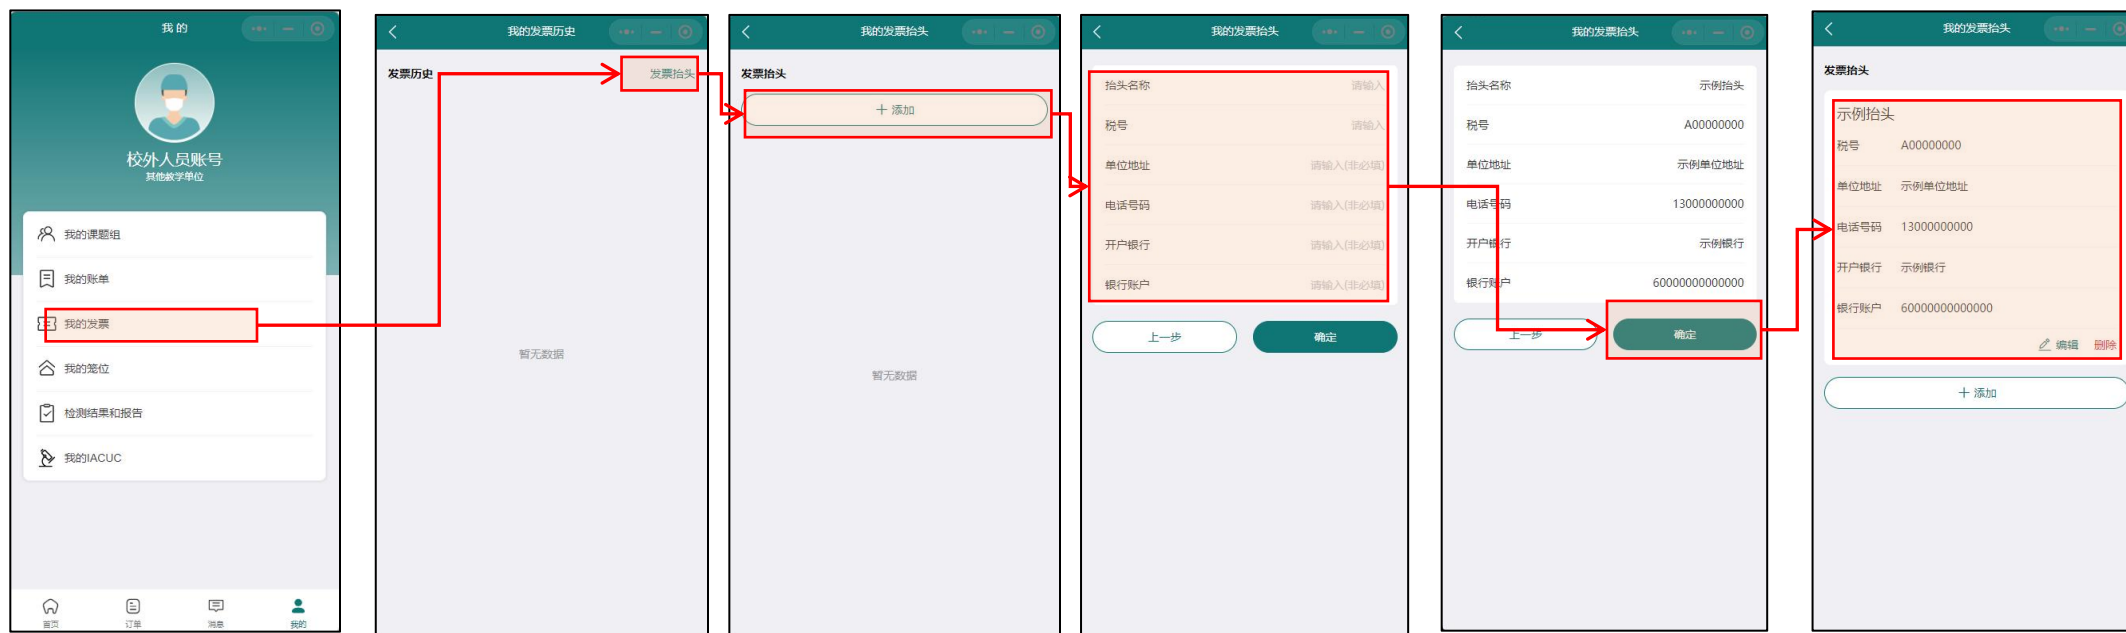 我的
校外人员账号
其他教学单位
我的课题组
我的账单
我的发票
我的笼位
检测结果和报告
我的IACUC
首页
订单
消息
我的
我的发票历史
发票历史
发票抬头
暂无数据
我的发票抬头
发票抬头
+ 添加
暂无数据
我的发票抬头
抬头名称 请输入
税号 请输入
单位地址 请输入(非必填)
电话号码 请输入(非必填)
开户银行 请输入(非必填)
银行账户 请输入(非必填)
上一步
确定
我的发票抬头
抬头名称 示例抬头
税号 A00000000
单位地址 示例单位地址
电话号码 13000000000
开户银行 示例银行
银行账户 60000000000000
上一步
确定
我的发票抬头
发票抬头
示例抬头
税号 A00000000
单位地址 示例单位地址
电话号码 13000000000
开户银行 示例银行
银行账户 60000000000000
编辑 删除
+ 添加